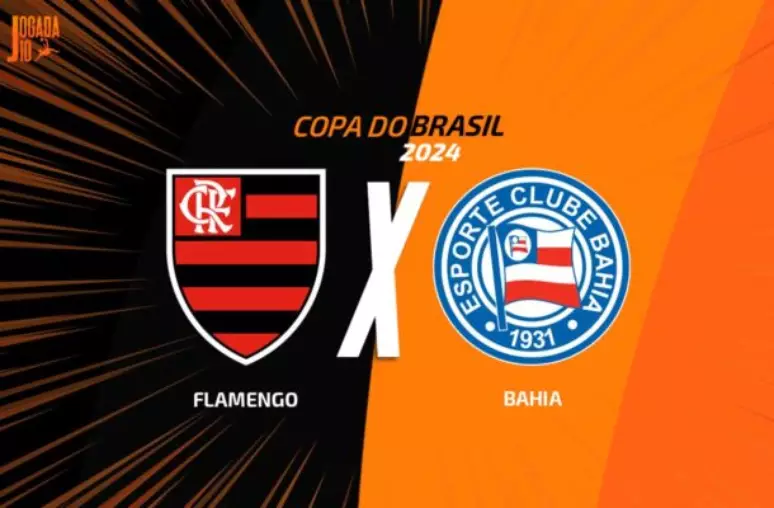 JOGADA
10
COPA DO BRASIL
2024
CRF
X
ESPORTE CLUBE BAHIA
1931
FLAMENGO
BAHIA